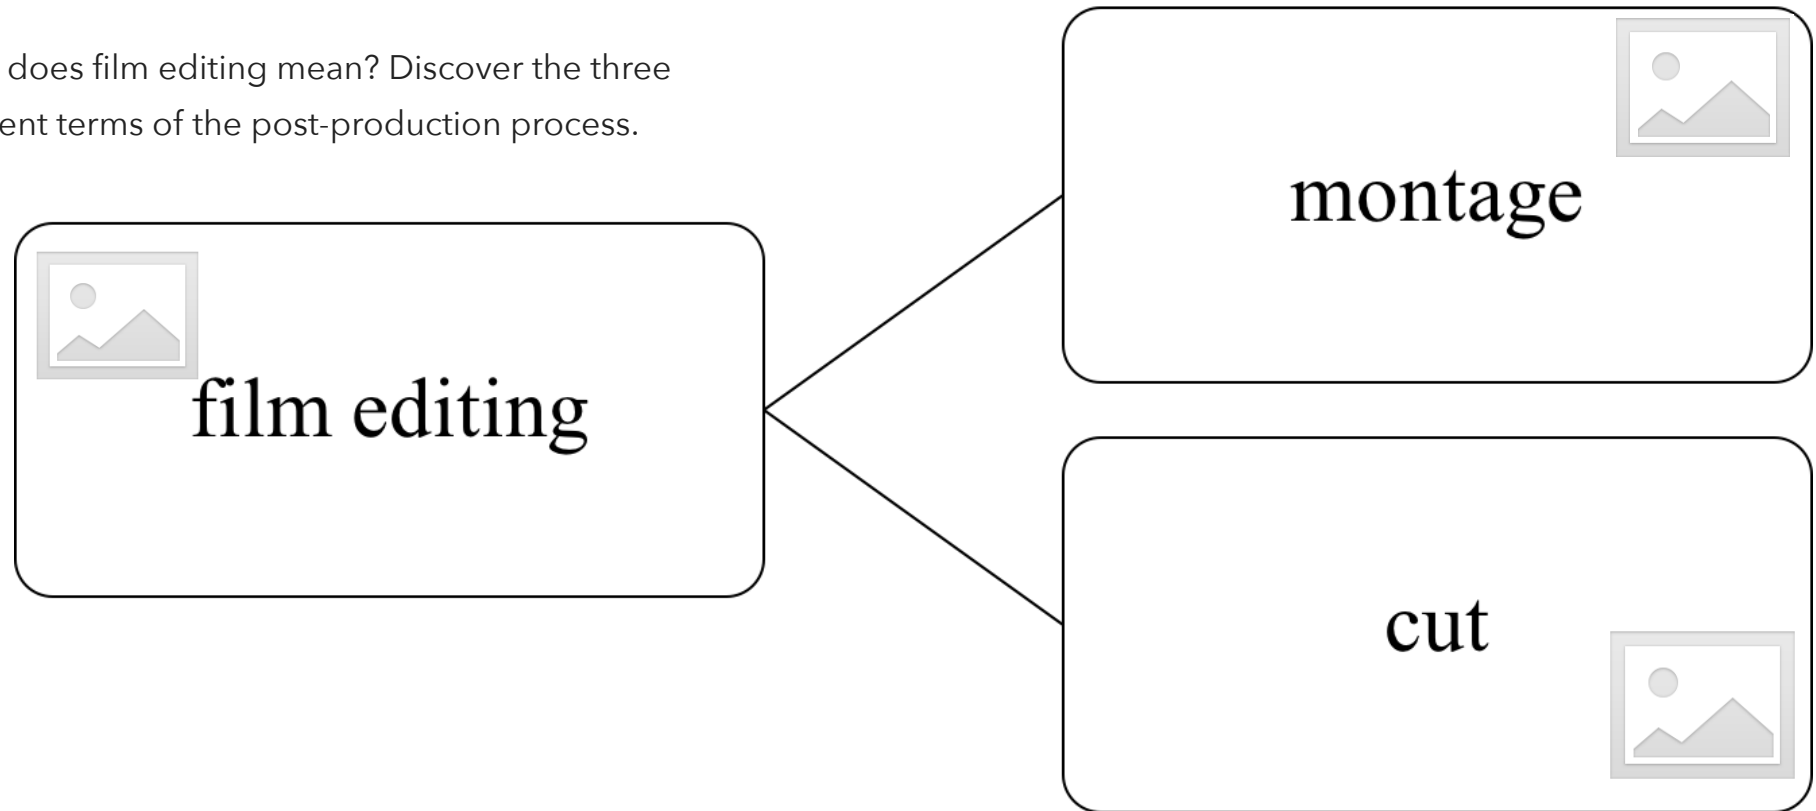 does film editing mean? Discover the three
ent terms of the post-production process.
film editing
montage
cut